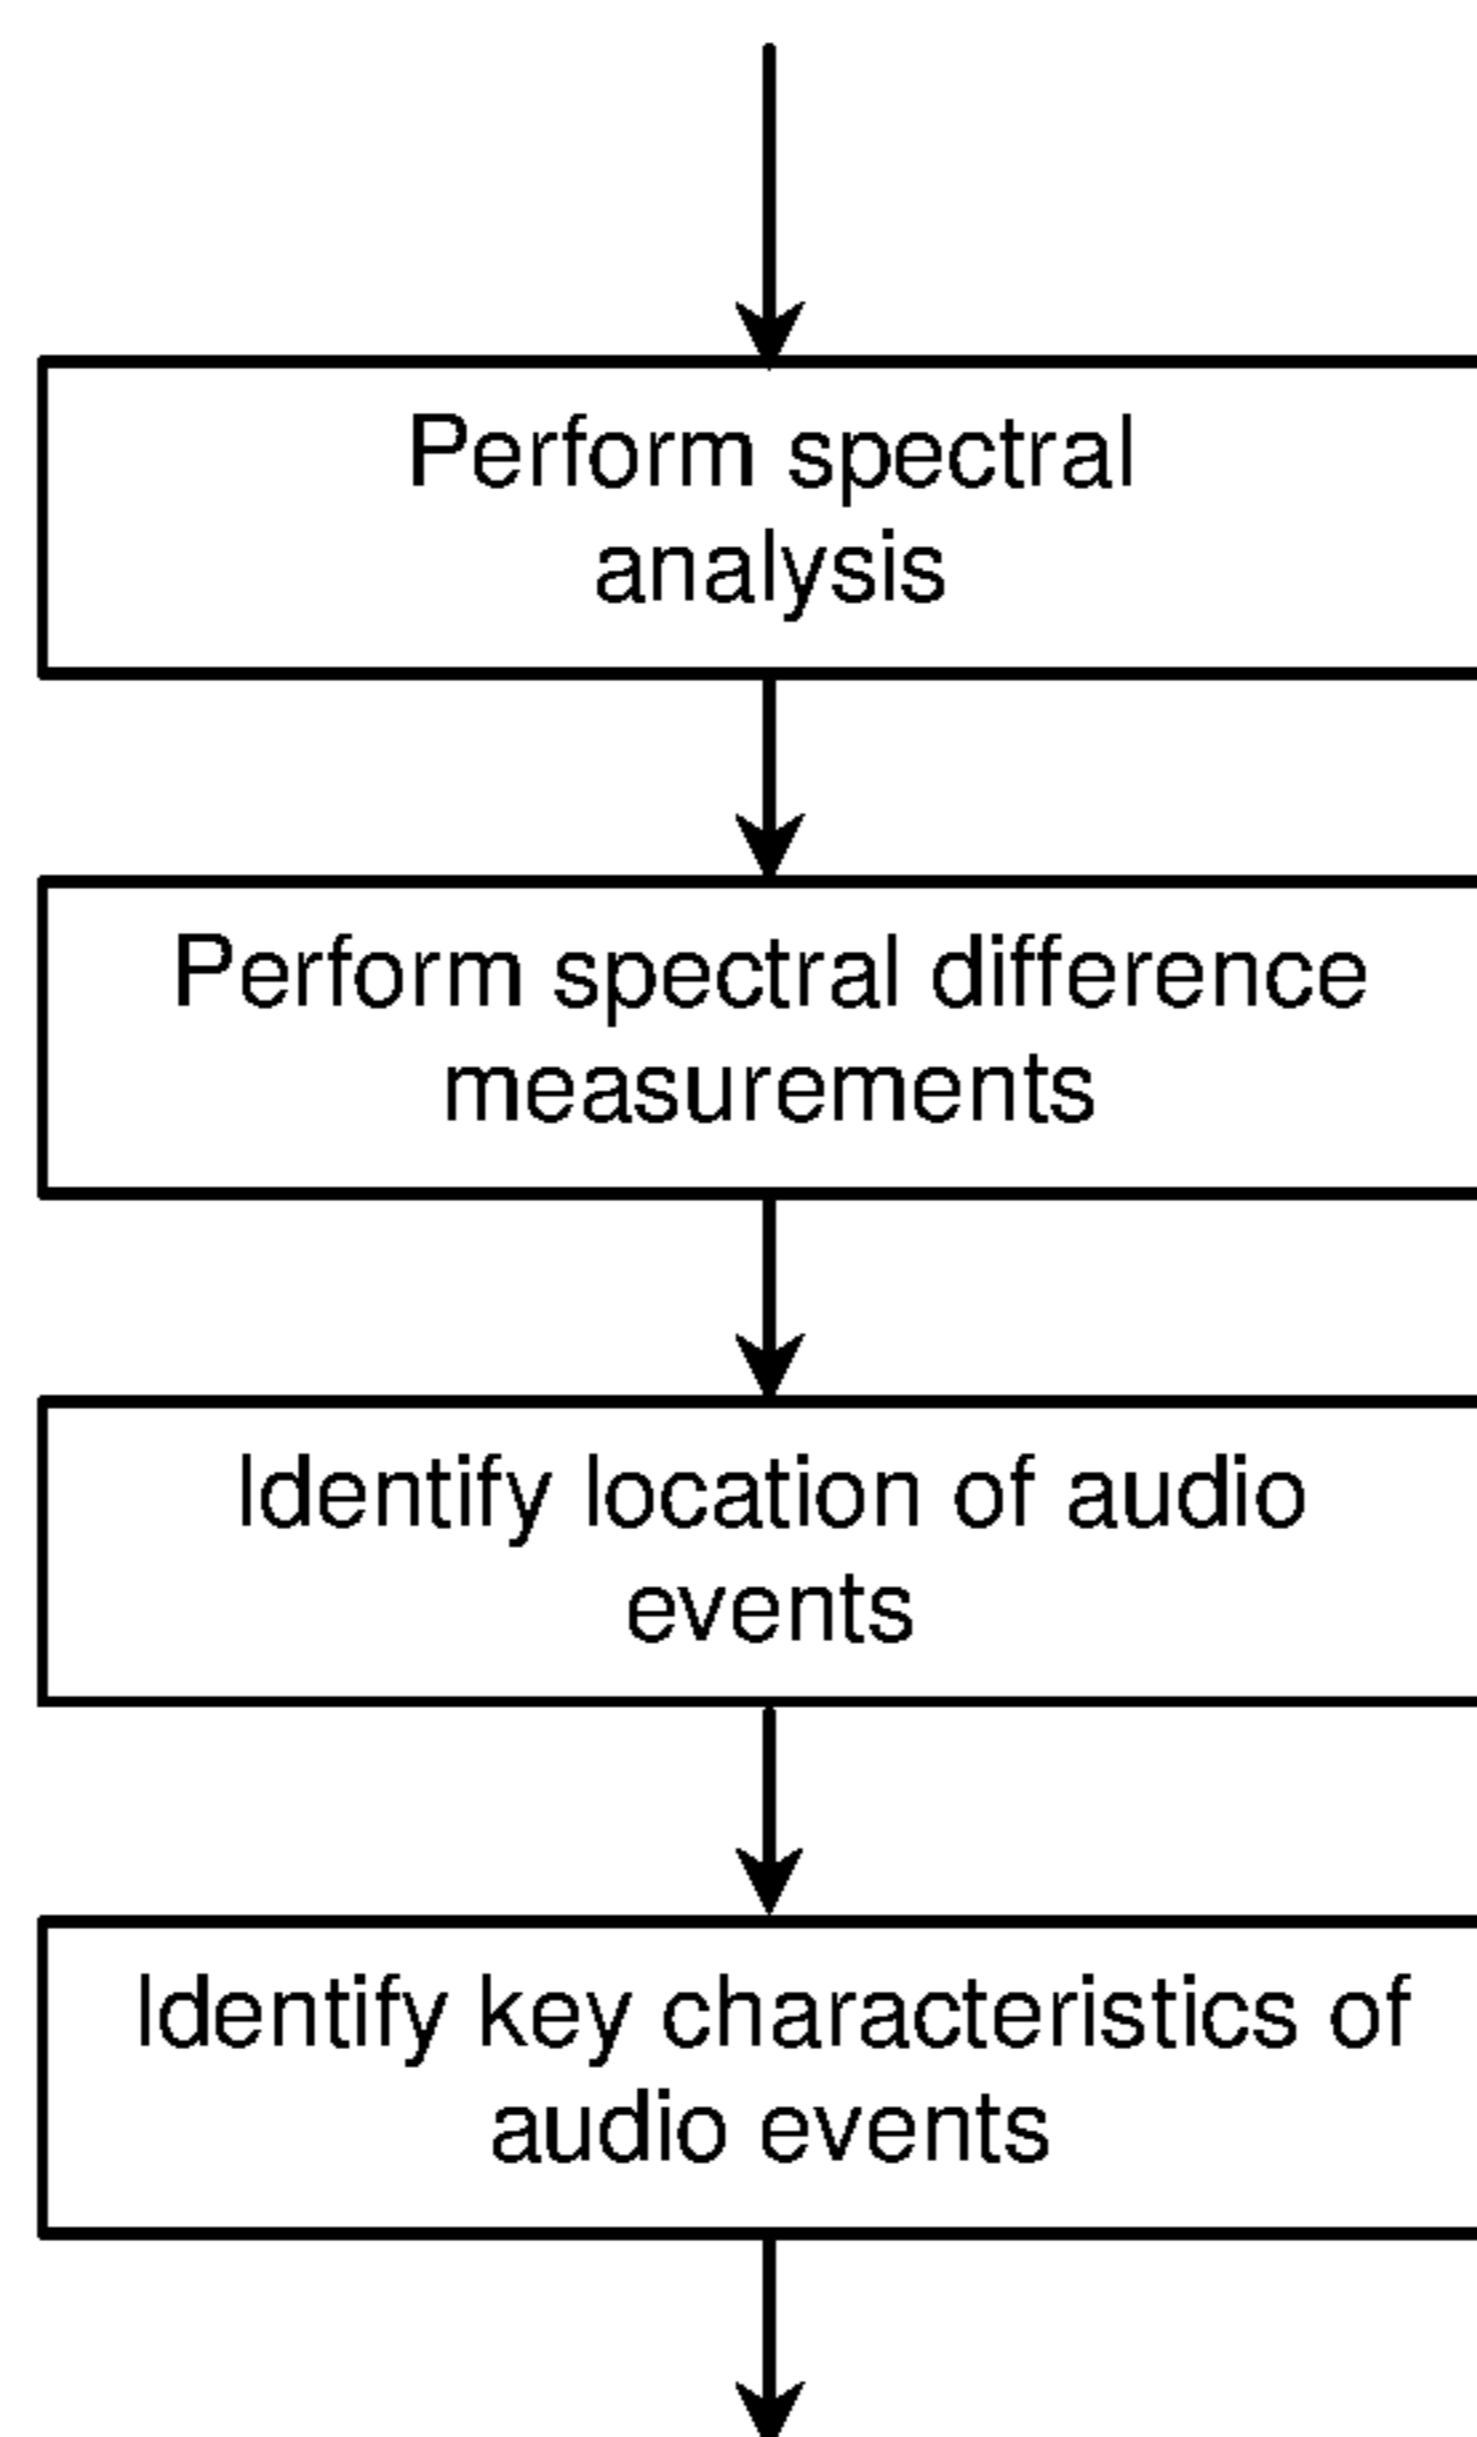 Perform spectral
analysis
Perform spectral difference
measurements
Identify location of audio
events
Identify key characteristics of
audio events